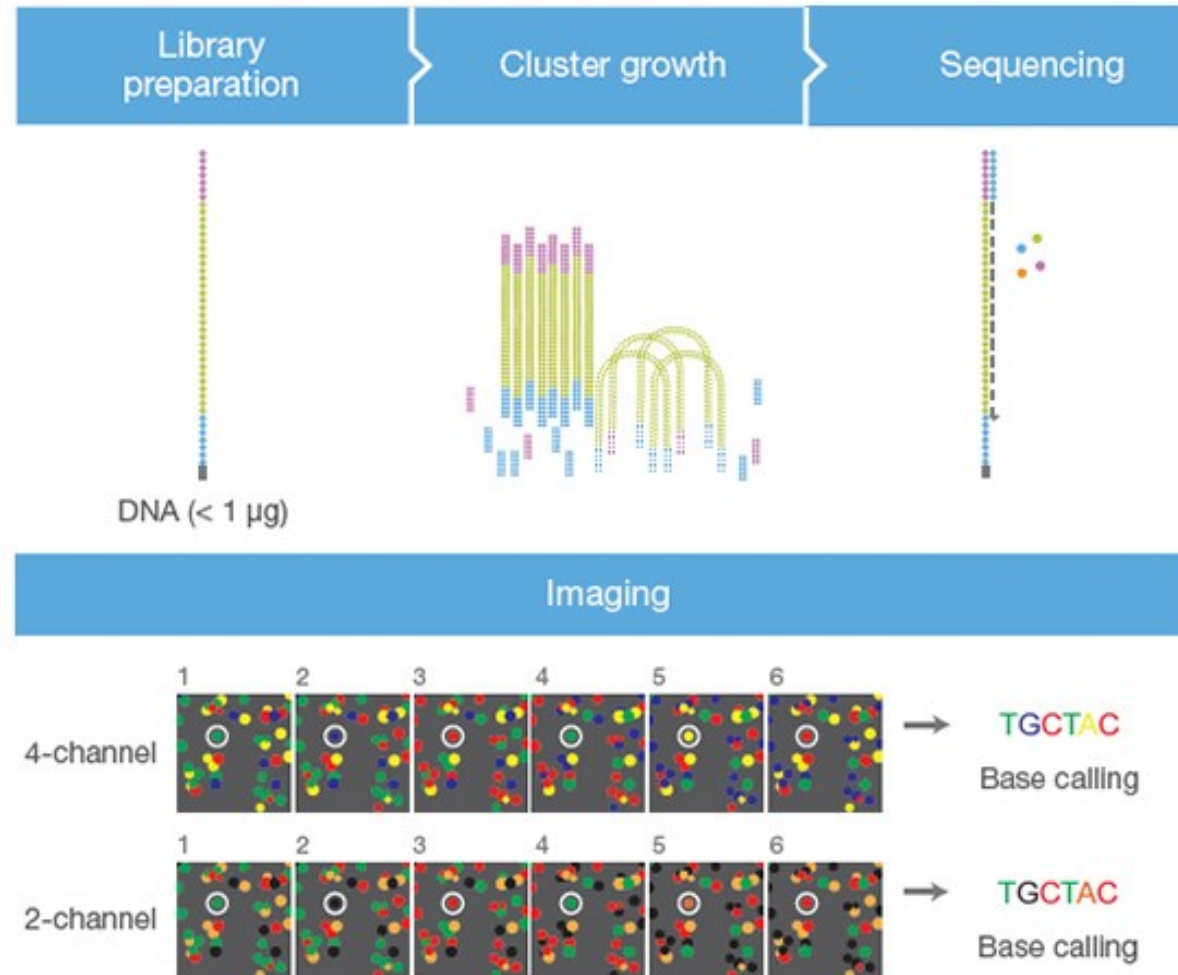 Library
preparation
Cluster growth
Sequencing
DNA (< 1 µg)
Imaging
1 2 3 4 5 6
4-channel
TGCTAC
Base calling
1 2 3 4 5 6
2-channel
TGCTAC
Base calling